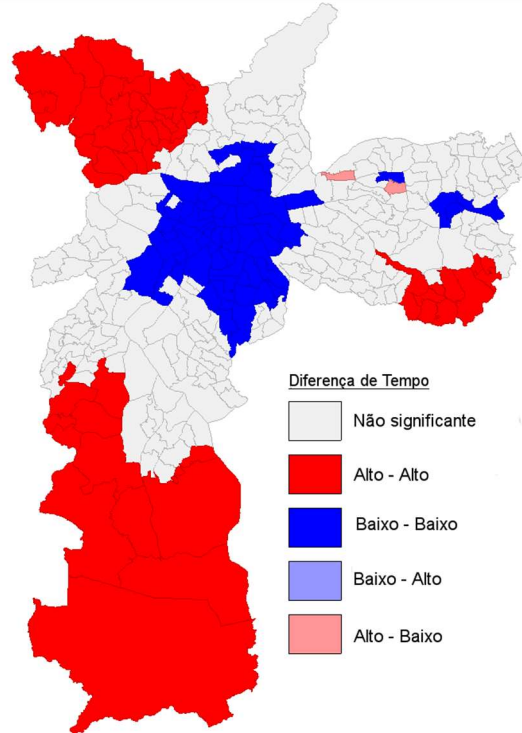 Diferença de Tempo
Não significante
Alto - Alto
Baixo - Baixo
Baixo - Alto
Alto - Baixo